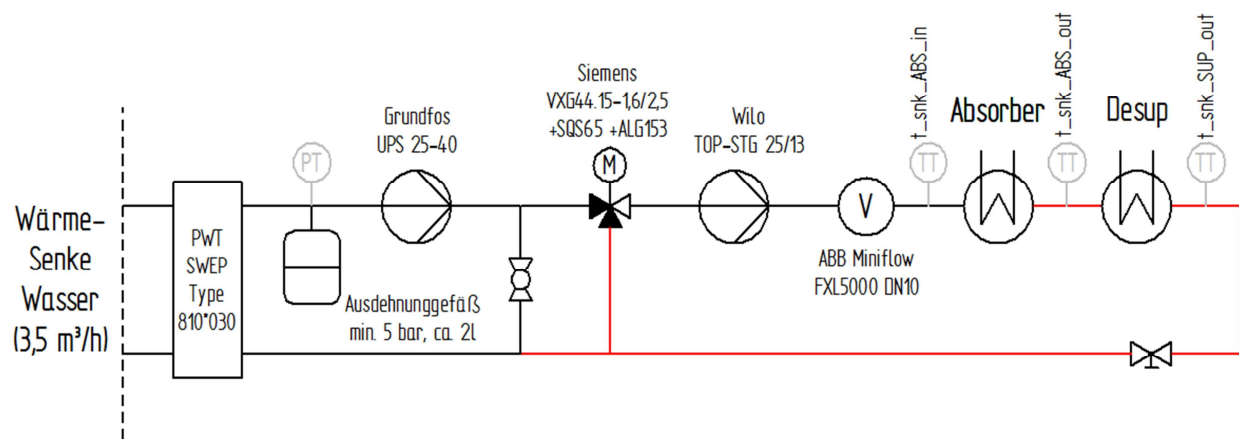 Wärme-
Senke
Wasser
(3,5 m³/h)
PWT
SWEP
Type
810*030
PT
Ausdehnunggefäß
min. 5 bar, ca. 2l
Grundfos
UPS 25-40
Siemens
VXG44.15-1,6/2,5
+SQS65 +ALG153
M
Wilo
TOP-STG 25/13
V
ABB Miniflow
FXL5000 DN10
t_snk_ABS_in
TT
Absorber
t_snk_ABS_out
TT
Desup
t_snk_SUP_out
TT